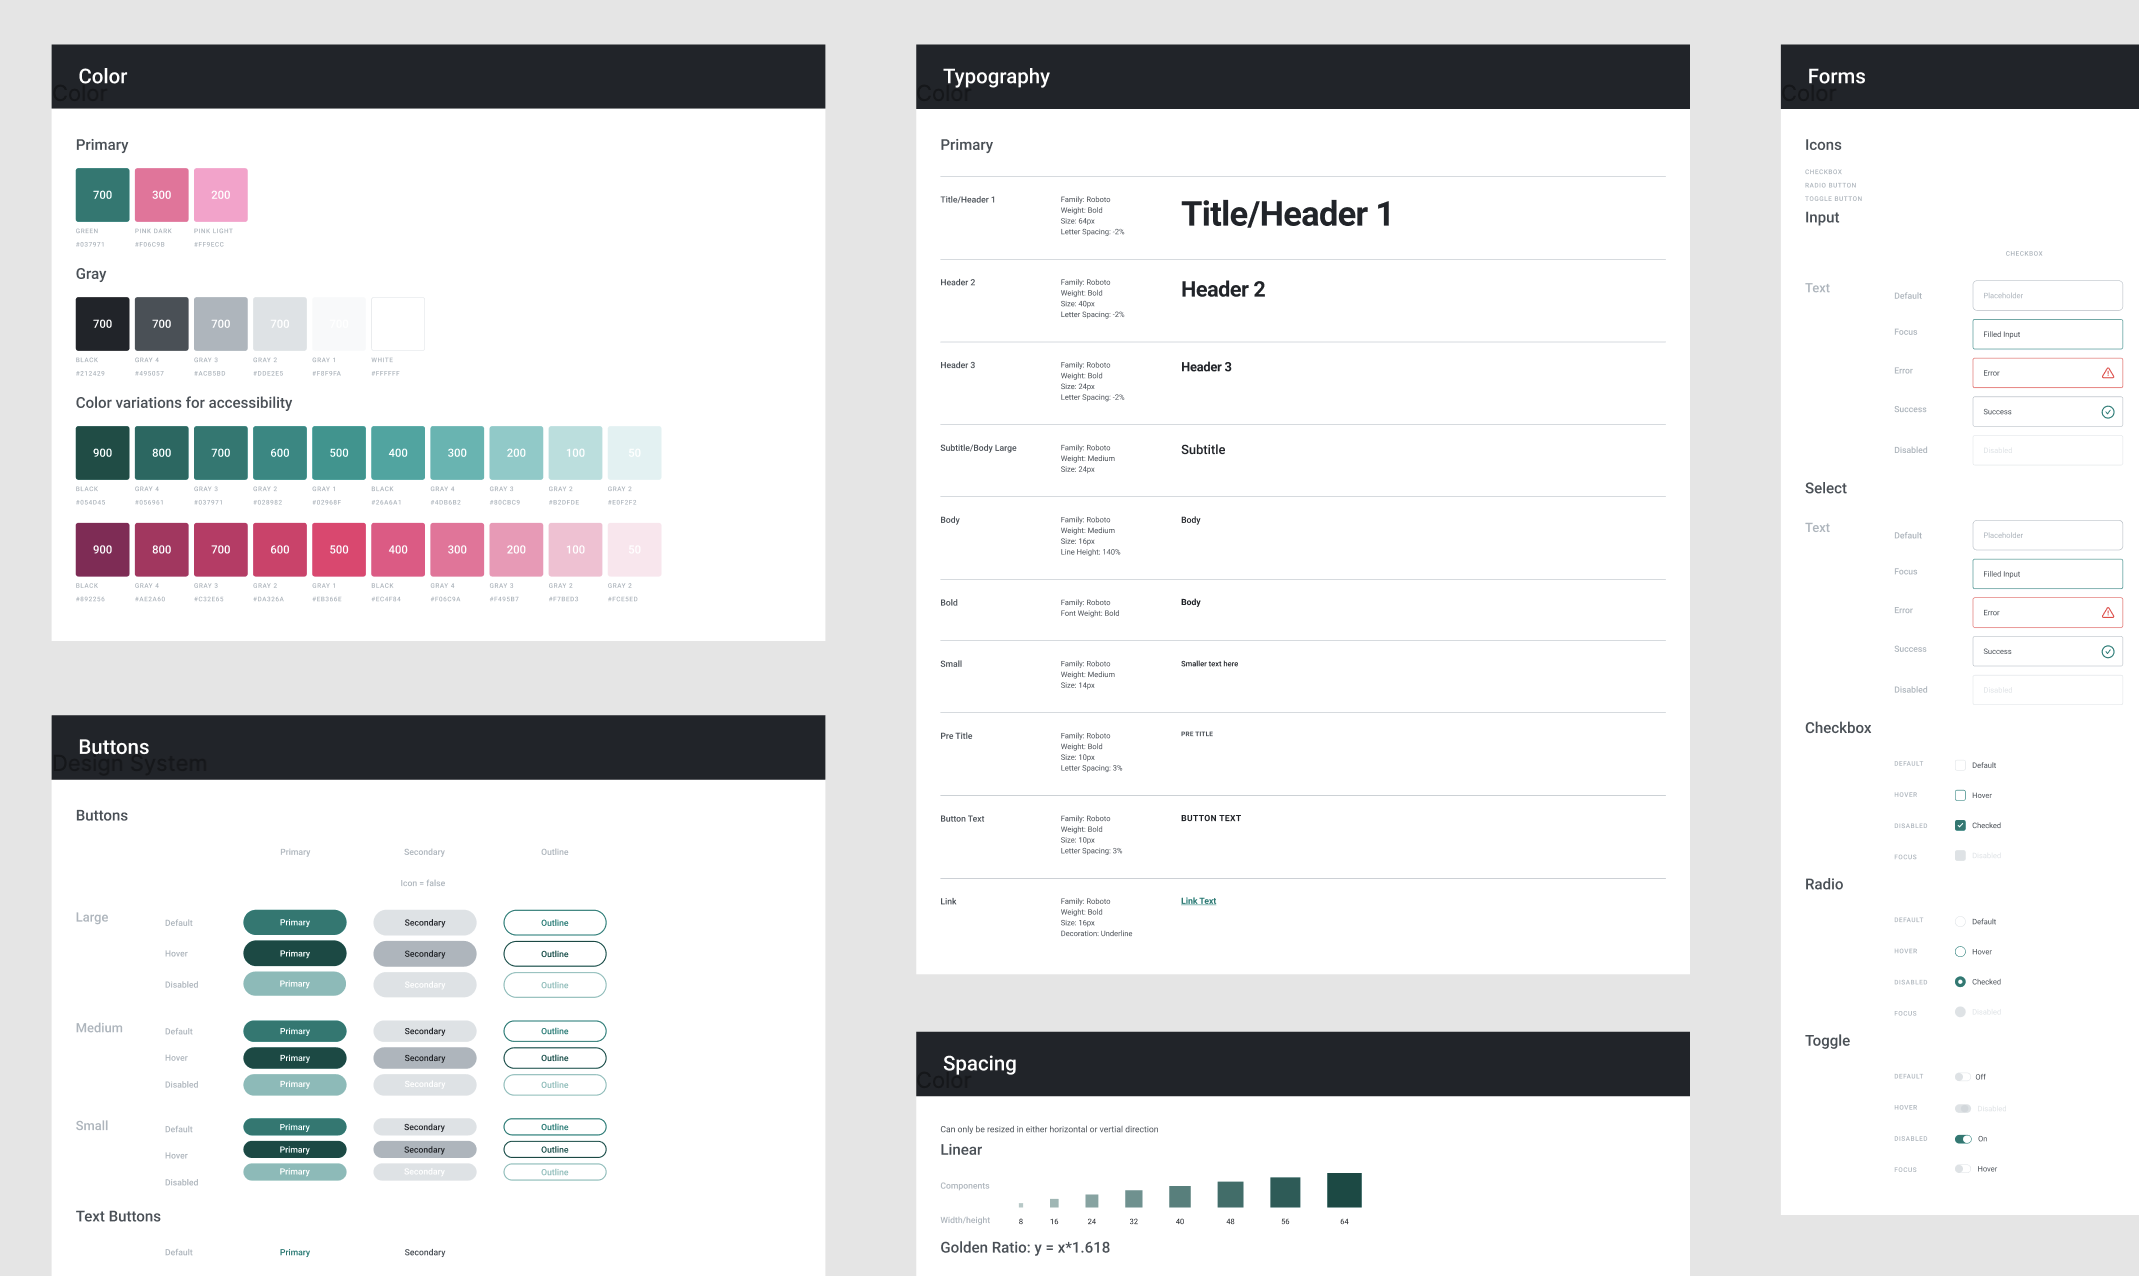 Color
Color
Primary
700
300
200
GREEN
PINK DARK
PINK LIGHT
#037971
#F06C9B
#FF9ECC
Gray
700
700
700
700
700
BLACK
GRAY 4
GRAY 3
GRAY 2
GRAY 1
WHITE
#212429
#495057
#ACB5BD
#DDE2E5
#F8F9FA
#FFFFFF
Color variations for accessibility
900
800
700
600
500
400
300
200
100
50
BLACK
GRAY 4
GRAY 3
GRAY 2
GRAY 1
BLACK
GRAY 4
GRAY 3
GRAY 2
GRAY 2
#054D45
#056961
#037971
#028982
#02968F
#26A6A1
#4DB6B2
#80CBC9
#B2DFDE
#E0F2F2
900
800
700
600
500
400
300
200
100
50
BLACK
GRAY 4
GRAY 3
GRAY 2
GRAY 1
BLACK
GRAY 4
GRAY 3
GRAY 2
GRAY 2
#892256
#AE2A60
#C32E65
#DA326A
#EB366E
#EC4F84
#F06C9A
#F495B7
#F7BED3
#FCE5ED
Buttons
Design System
Buttons
Primary
Secondary
Outline
Icon = false
Large
Default
Primary
Secondary
Outline
Hover
Primary
Secondary
Outline
Disabled
Primary
Secondary
Outline
Medium
Default
Primary
Secondary
Outline
Hover
Primary
Secondary
Outline
Disabled
Primary
Secondary
Outline
Small
Default
Primary
Secondary
Outline
Hover
Primary
Secondary
Outline
Disabled
Primary
Secondary
Outline
Text Buttons
Default
Primary
Secondary
Typography
Color
Primary
Title/Header 1
Family: Roboto
Weight: Bold
Size: 64px
Letter Spacing: -2%
Title/Header 1
Header 2
Family: Roboto
Weight: Bold
Size: 40px
Letter Spacing: -2%
Header 2
Header 3
Family: Roboto
Weight: Bold
Size: 24px
Letter Spacing: -2%
Header 3
Subtitle/Body Large
Family: Roboto
Weight: Medium
Size: 24px
Subtitle
Body
Family: Roboto
Weight: Medium
Size: 16px
Line Height: 140%
Body
Bold
Family: Roboto
Font Weight: Bold
Body
Small
Family: Roboto
Weight: Medium
Size: 14px
Smaller text here
Pre Title
Family: Roboto
Weight: Bold
Size: 10px
Letter Spacing: 3%
PRE TITLE
Button Text
Family: Roboto
Weight: Bold
Size: 10px
Letter Spacing: 3%
BUTTON TEXT
Link
Family: Roboto
Weight: Bold
Size: 16px
Decoration: Underline
Link Text
Spacing
Color
Can only be resized in either horizontal or vertial direction
Linear
Components
Width/height
8
16
24
32
40
48
56
64
Golden Ratio: y = x*1.618
Forms
Color
Icons
CHECKBOX
RADIO BUTTON
TOGGLE BUTTON
Input
CHECKBOX
Text
Default
Placeholder
Focus
Filled Input
Error
Error
Success
Success
Disabled
Disabled
Select
Text
Default
Placeholder
Focus
Filled Input
Error
Error
Success
Success
Disabled
Disabled
Checkbox
DEFAULT
Default
HOVER
Hover
DISABLED
Checked
FOCUS
Disabled
Radio
DEFAULT
Default
HOVER
Hover
DISABLED
Checked
FOCUS
Disabled
Toggle
DEFAULT
Off
HOVER
Disabled
DISABLED
On
FOCUS
Hover